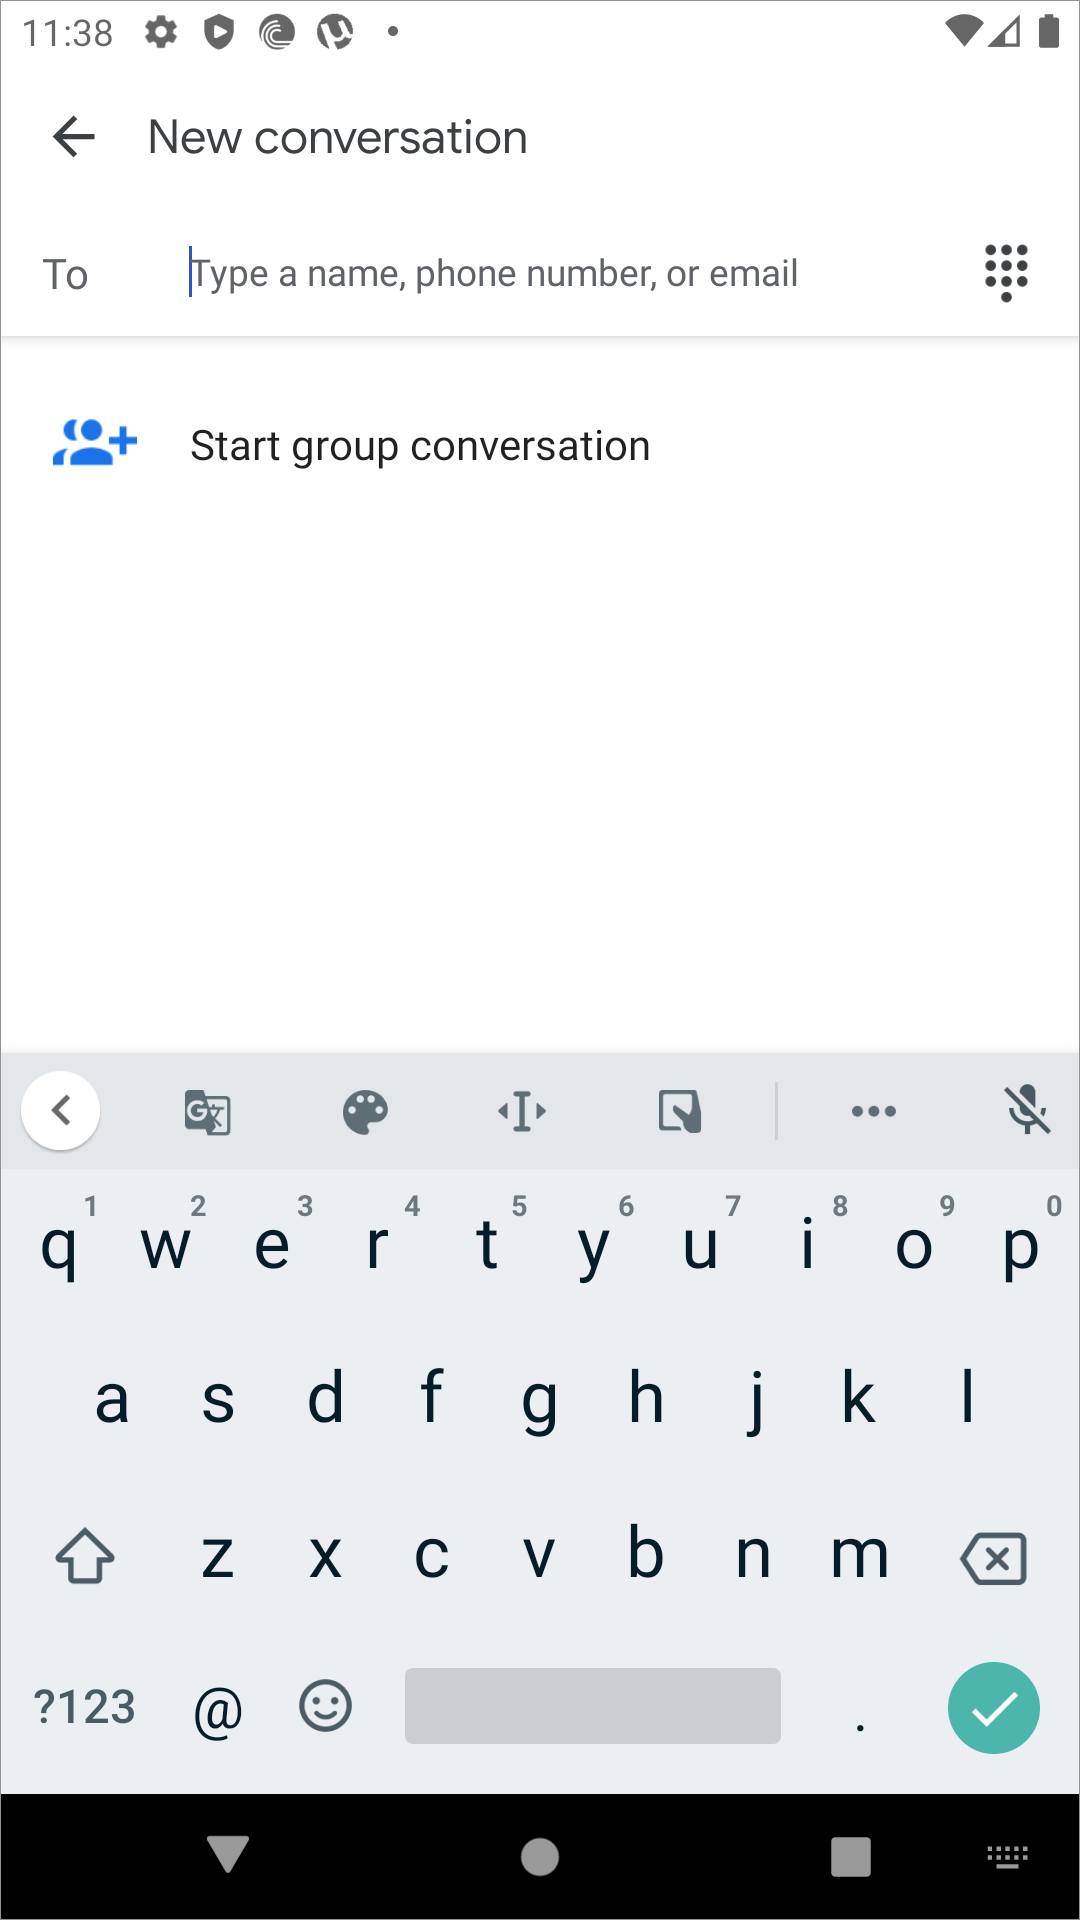 11:38
New conversation
To Type a name, phone number, or email
Start group conversation
1 2 3 4 5 6 7 8 9 0
q w e r t y u i o p
a s d f g h j k l
z x c v b n m
?123 @ .